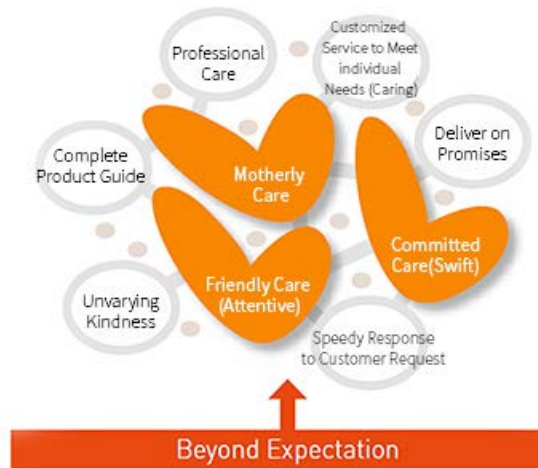 Professional
Care
Customized
Service to Meet
individual
Needs (Caring)
Complete
Product Guide
Motherly
Care
Deliver on
Promises
Unvarying
Kindness
Friendly Care
(Attentive)
Committed
Care(Swift)
Speedy Response
to Customer Request
Beyond Expectation